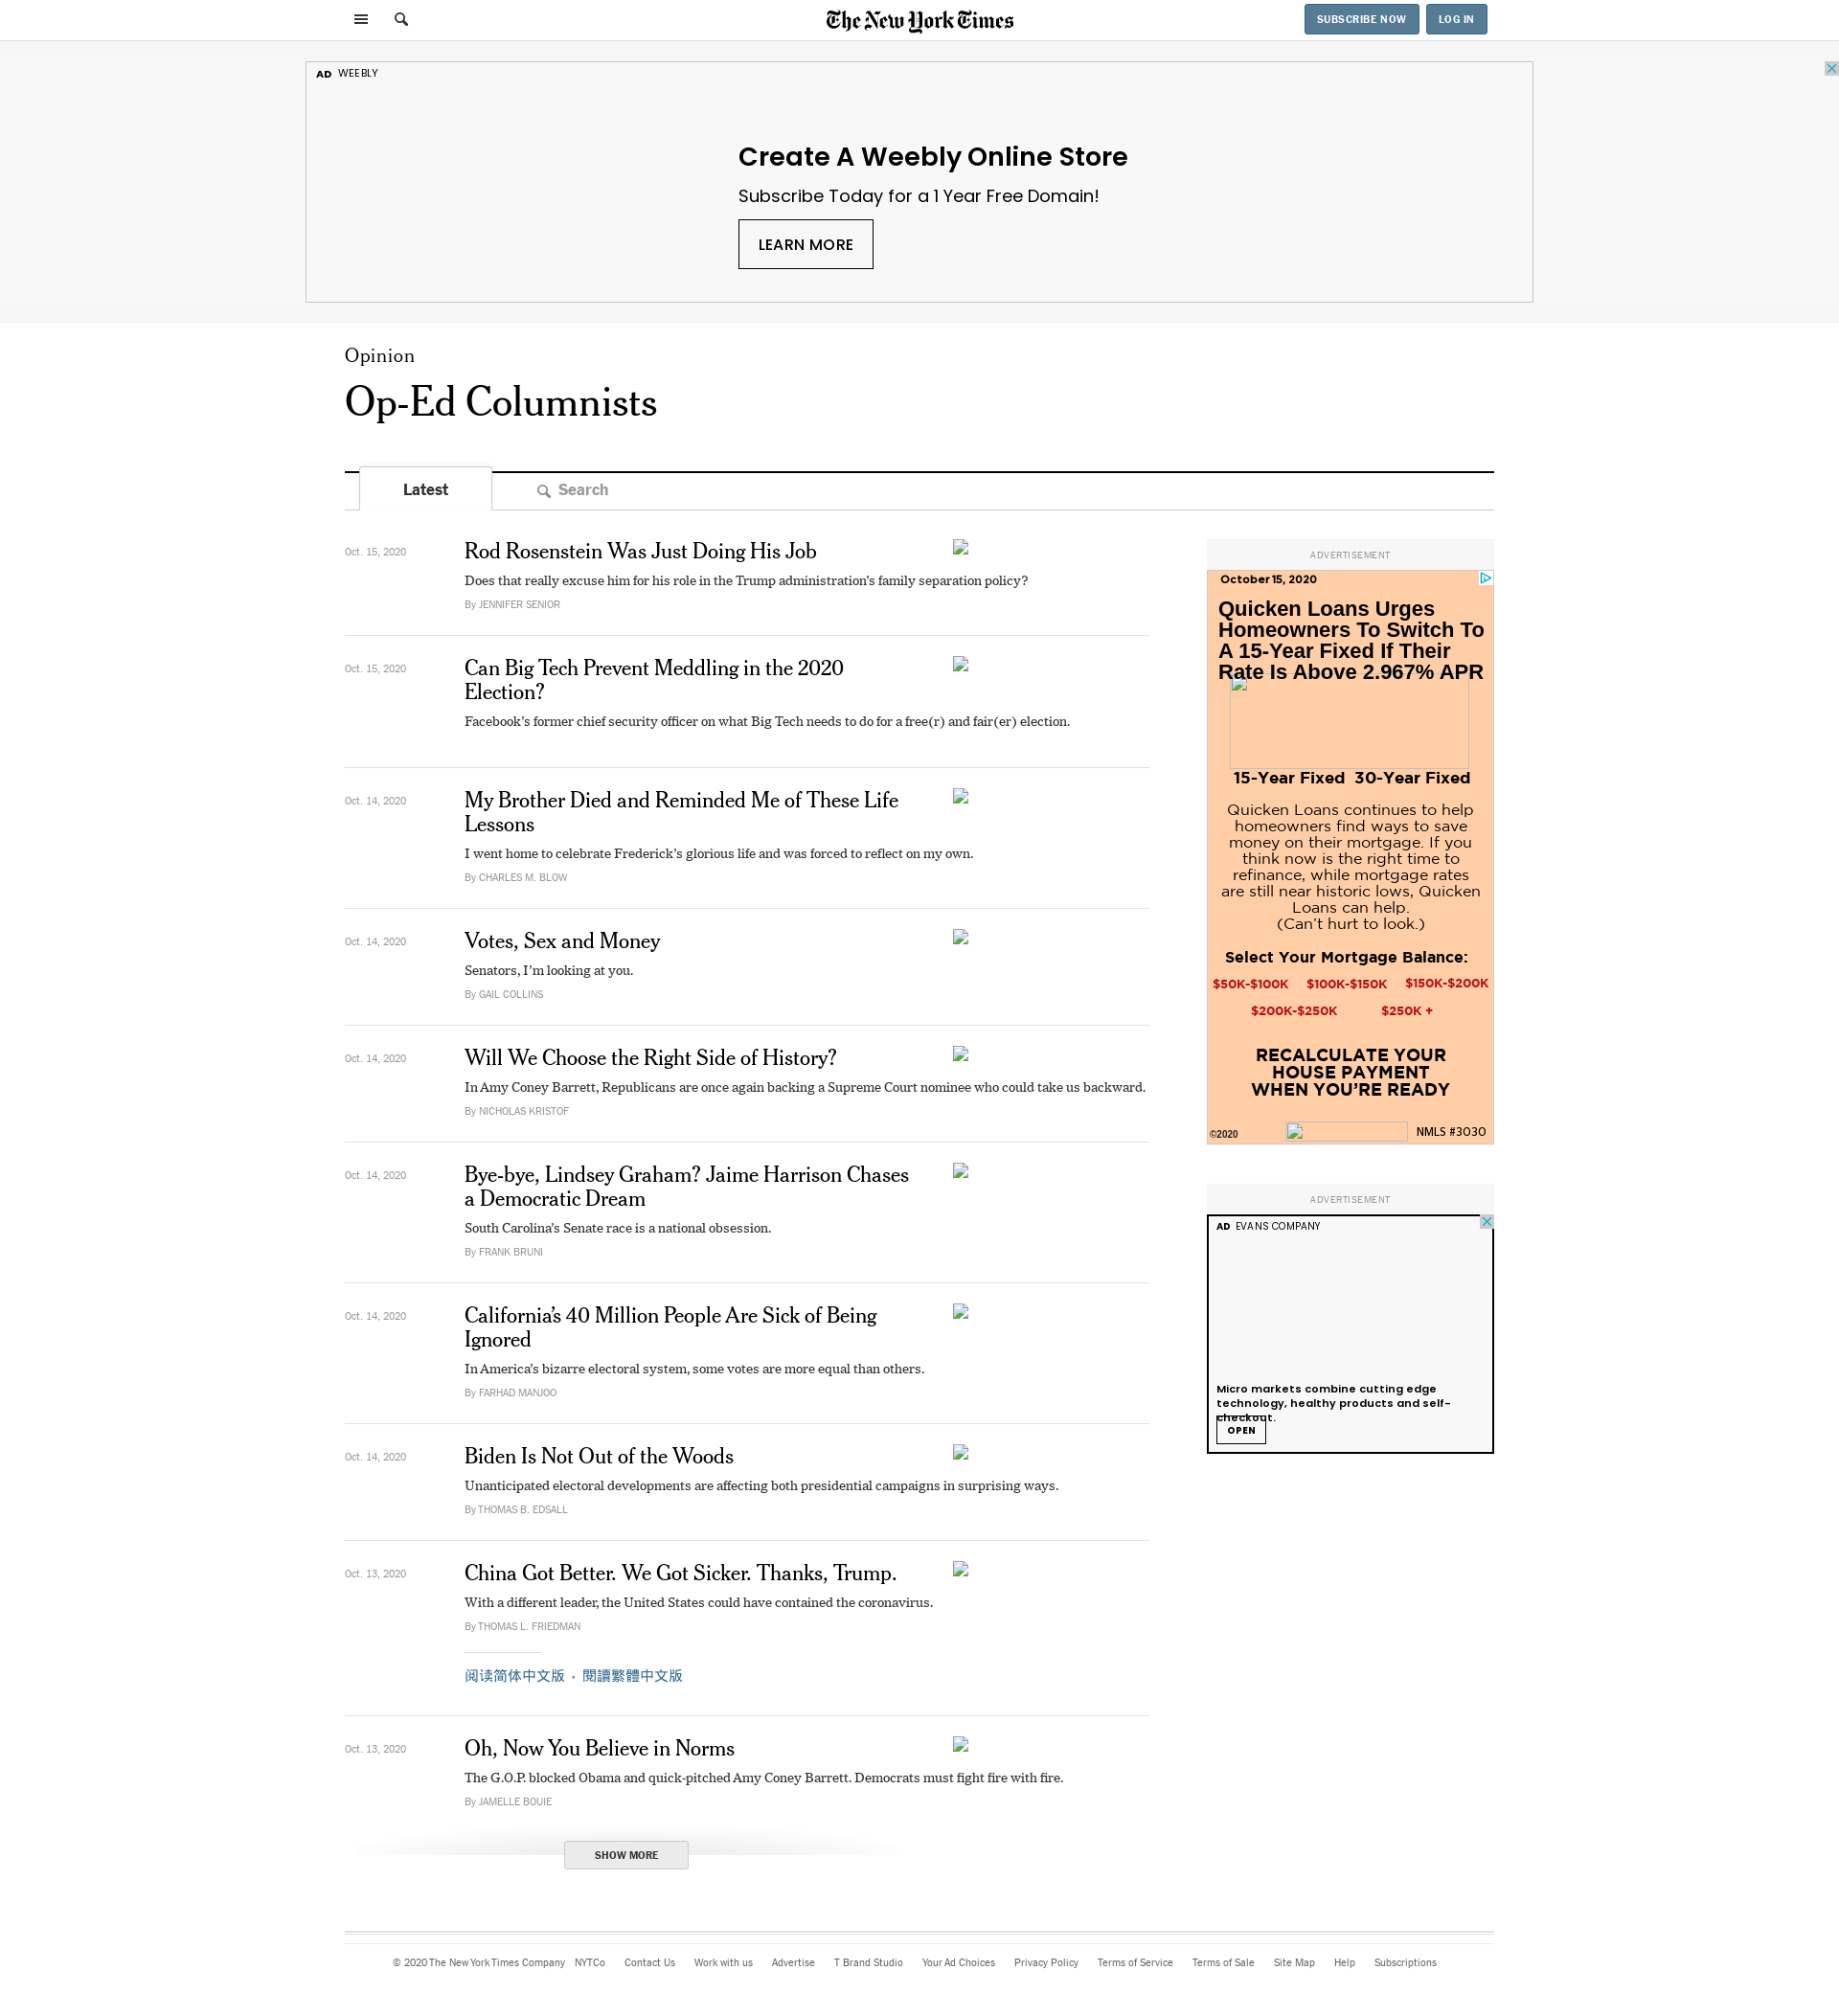 The New York Times
SUBSCRIBE NOW
LOG IN
AD WEEKLY
Create A Weekly Online Store
Subscribe Today for a 1 Year Free Domain!
LEARN MORE
Opinion
Op-Ed Columnists
Latest
Search
Oct. 15, 2020
Rod Rosenstein Was Just Doing His Job
Does that really excuse him for his role in the Trump administration’s family separation policy?
By JENNIFER SENIOR
Oct. 15, 2020
Can Big Tech Prevent Meddling in the 2020
Election?
Facebook’s former chief security officer on what Big Tech needs to do for a free(r) and fair(er) election.
Oct. 14, 2020
My Brother Died and Reminded Me of These Life
Lessons
I went home to celebrate Frederick’s glorious life and was forced to reflect on my own.
By CHARLES M. BLOW
Oct. 14, 2020
Votes, Sex and Money
Senators, I’m looking at you.
By GAIL COLLINS
Oct. 14, 2020
Will We Choose the Right Side of History?
In Amy Coney Barrett, Republicans are once again backing a Supreme Court nominee who could take us backward.
By NICHOLAS KRISTOF
Oct. 14, 2020
Bye-bye, Lindsey Graham? Jaime Harrison Chases
a Democratic Dream
South Carolina’s Senate race is a national obsession.
By FRANK BRUNI
Oct. 14, 2020
California’s 40 Million People Are Sick of Being
Ignored
In America’s bizarre electoral system, some votes are more equal than others.
By FARHAD MANJOO
Oct. 14, 2020
Biden Is Not Out of the Woods
Unanticipated electoral developments are affecting both presidential campaigns in surprising ways.
By THOMAS B. EDSALL
Oct. 13, 2020
China Got Better. We Got Sicker. Thanks, Trump.
With a different leader, the United States could have contained the coronavirus.
By THOMAS L. FRIEDMAN
阅读简体中文版 • 閱讀繁體中文版
Oct. 13, 2020
Oh, Now You Believe in Norms
The G.O.P. blocked Obama and quick-pitched Amy Coney Barrett. Democrats must fight fire with fire.
By JAMELLE BOUIE
SHOW MORE
ADVERTISEMENT
October 15, 2020
Quicken Loans Urges
Homeowners To Switch To
A 15-Year Fixed If Their
Rate Is Above 2.967% APR
15-Year Fixed 30-Year Fixed
Quicken Loans continues to help
homeowners find ways to save
money on their mortgage. If you
think now is the right time to
refinance, while mortgage rates
are still near historic lows, Quicken
Loans can help.
(Can’t hurt to look.)
Select Your Mortgage Balance:
$50K-$100K $100K-$150K $150K-$200K
$200K-$250K $250K +
RECALCULATE YOUR
HOUSE PAYMENT
WHEN YOU’RE READY
©2020
NMLS #3030
ADVERTISEMENT
AD EVANS COMPANY
Micro markets combine cutting edge
technology, healthy products and self-
checkout.
OPEN
© 2020 The New York Times Company NYTCo Contact Us Work with us Advertise T Brand Studio Your Ad Choices Privacy Policy Terms of Service Terms of Sale Site Map Help Subscriptions